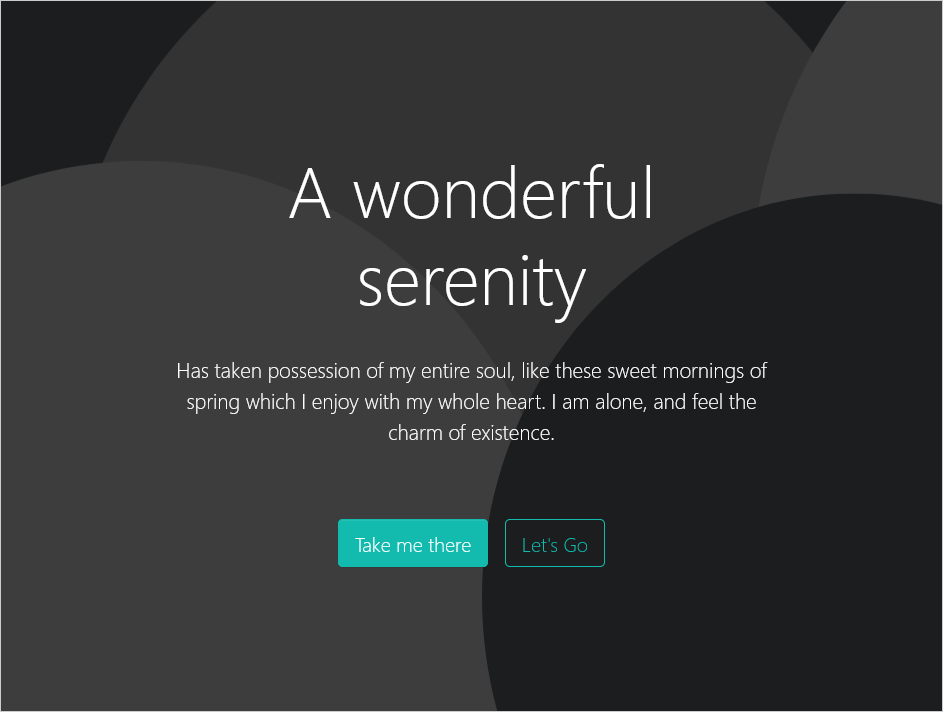 A wonderful
serenity
Has taken possession of my entire soul, like these sweet mornings of
spring which I enjoy with my whole heart. I am alone, and feel the
charm of existence.
Take me there
Let's Go